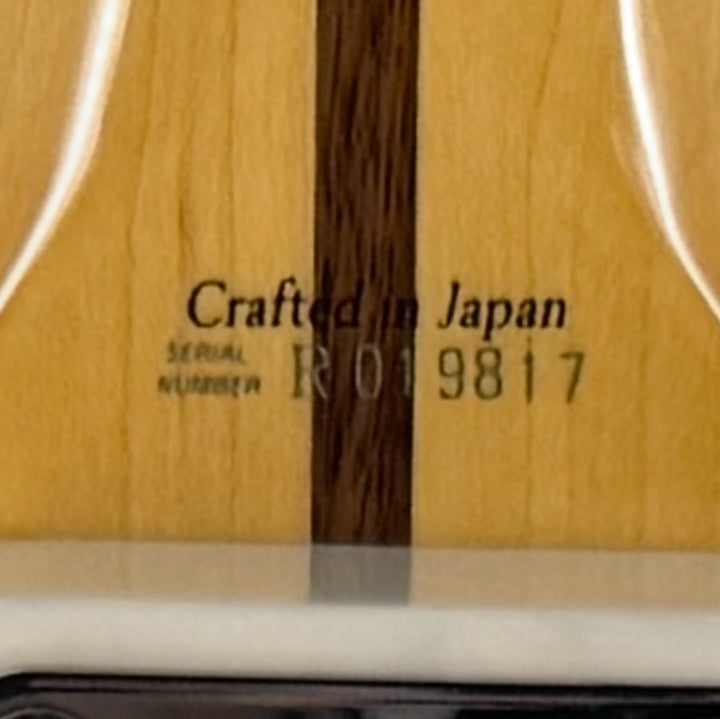 Crafted in Japan
SERIAL
NUMBER R019817